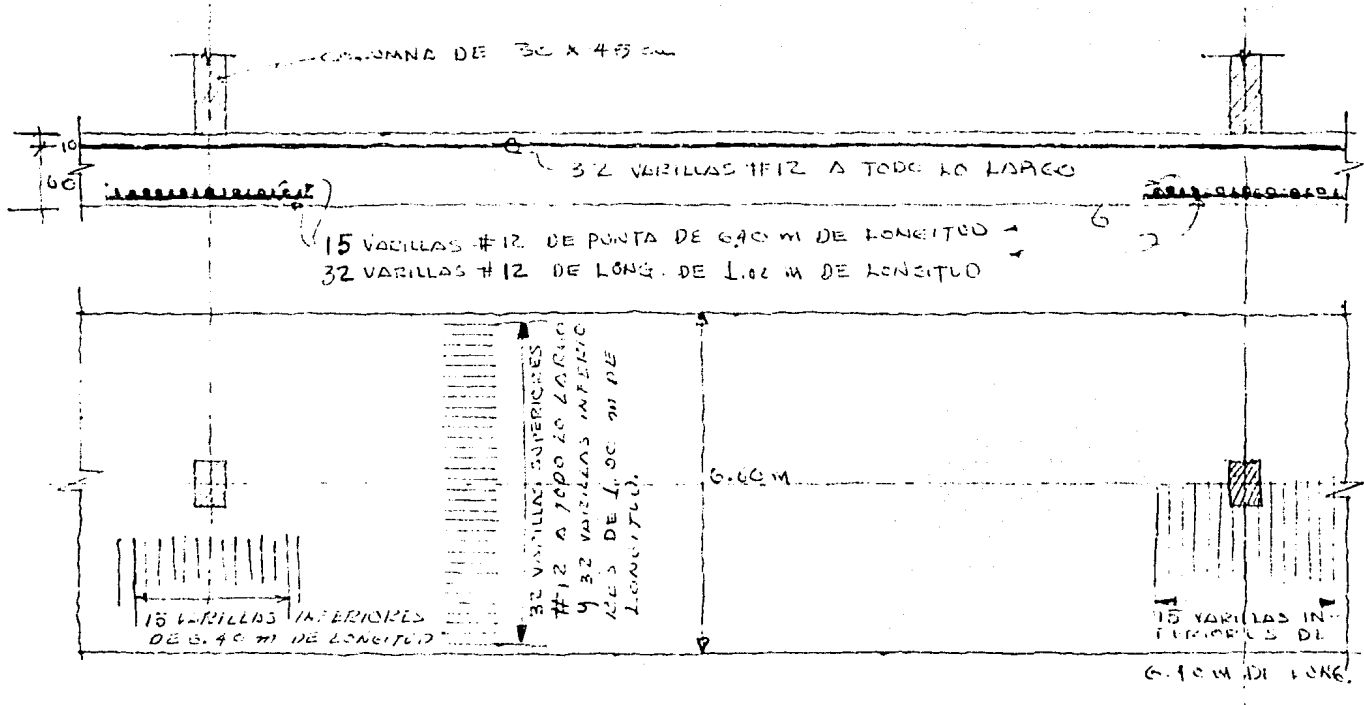 COLUMNA DE 30 X 45 cm
10
60
32 VARILLAS #12 A TODO LO LARGO
6
15 VARILLAS #12 DE PUNTA DE 6.40 m DE LONGITUD
32 VARILLAS #12 DE LONG. DE 1.00 m DE LONGITUD
32 VARILLAS SUPERIORES
#12 A TODO LO LARGO
Y 32 VARILLAS INFERIO
RES DE 1.00 m DE
LONGITUD.
6.60 m
15 VARILLAS INFERIORES
DE 6.40 m DE LONGITUD
15 VARILLAS IN-
FERIORES DE
6.40 M DE LONG.